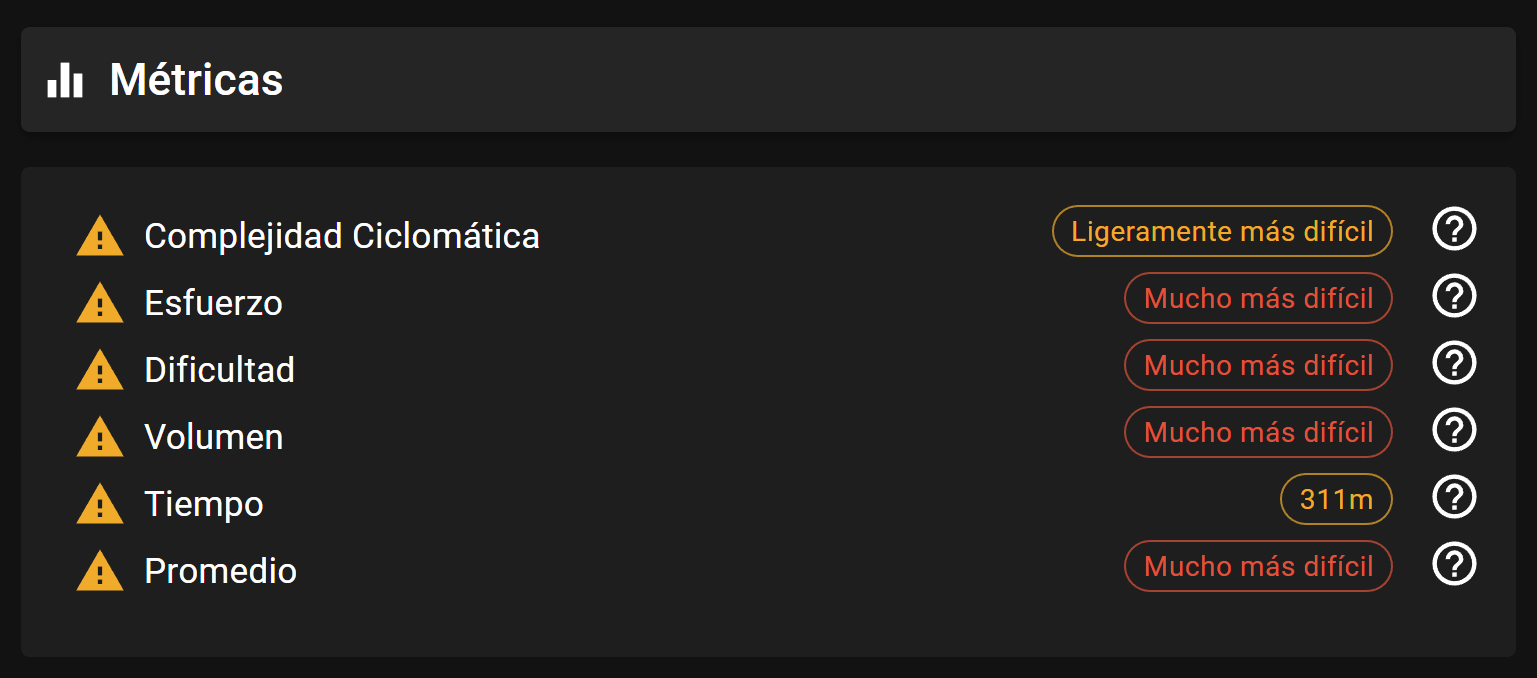 Métricas
Complejidad Ciclomática Ligeramente más difícil
Esfuerzo Mucho más difícil
Dificultad Mucho más difícil
Volumen Mucho más difícil
Tiempo 311m
Promedio Mucho más difícil